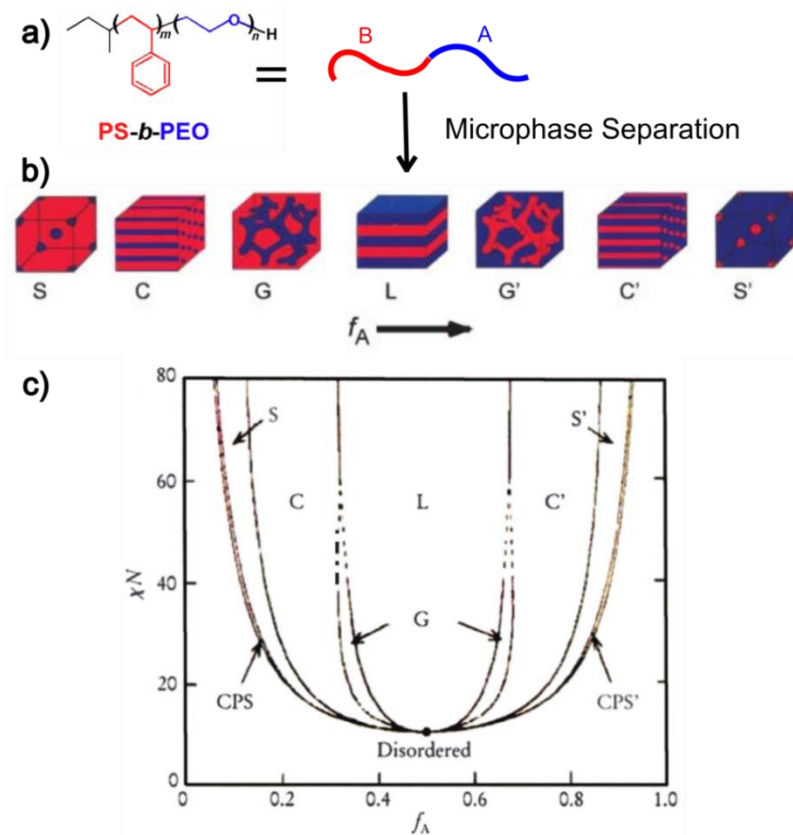 a)
m
O
n
H
=
B
A
PS-b-PEO
Microphase Separation
b)
S C G L G' C' S'
fA
c)
80
60
40
20
0
χN
S
S'
C
L
C'
G
CPS
CPS'
Disordered
0 0.2 0.4 0.6 0.8 1.0
fA